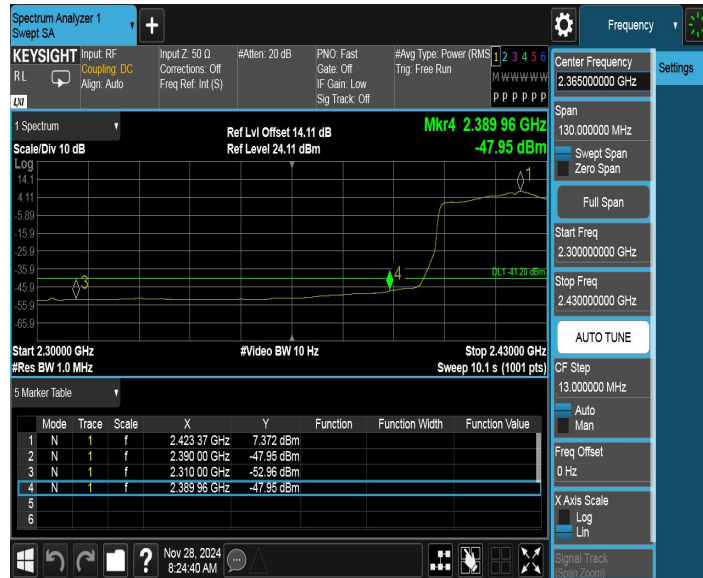 Spectrum Analyzer 1
Swept SA
+
Frequency
KEYSIGHT
RL
LXI
Input: RF
Coupling: DC
Align: Auto
Input Z: 50 Ω
Corrections: Off
Freq Ref: Int (S)
#Atten: 20 dB
PNO: Fast
Gate: Off
IF Gain: Low
Sig Track: Off
#Avg Type: Power (RMS
Trig: Free Run
1 2 3 4 5 6
M W W W W W
P P P P P P
1 Spectrum
Scale/Div 10 dB
Ref Lvl Offset 14.11 dB
Ref Level 24.11 dBm
Mkr4 2.389 96 GHz
-47.95 dBm
Log
14.1
4.11
-5.89
-15.9
-25.9
-35.9
-45.9
-55.9
-65.9
1
3
4
DL1 -41.20 dBm
Start 2.30000 GHz
#Video BW 10 Hz
Stop 2.43000 GHz
#Res BW 1.0 MHz
Sweep 10.1 s (1001 pts)
5 Marker Table
Mode Trace Scale X Y Function Function Width Function Value
1 N 1 f 2.423 37 GHz 7.372 dBm
2 N 1 f 2.390 00 GHz -47.95 dBm
3 N 1 f 2.310 00 GHz -52.96 dBm
4 N 1 f 2.389 96 GHz -47.95 dBm
5
6
?
Nov 28, 2024
8:24:40 AM
Center Frequency
2.365000000 GHz
Span
130.000000 MHz
Swept Span
Zero Span
Full Span
Start Freq
2.300000000 GHz
Stop Freq
2.430000000 GHz
AUTO TUNE
CF Step
13.000000 MHz
Auto
Man
Freq Offset
0 Hz
X Axis Scale
Log
Lin
Signal Track
(Span Zoom)
Settings